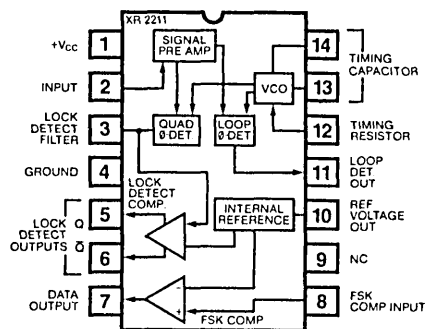 XR 2211
+VCC
1
SIGNAL
PRE AMP
14
TIMING
CAPACITOR
INPUT
2
VCO
13
LOCK
DETECT
FILTER
3
QUAD
Ø-DET
LOOP
Ø-DET
12
TIMING
RESISTOR
GROUND
4
11
LOOP
DET
OUT
LOCK
DETECT
COMP.
LOCK
DETECT
OUTPUTS
Q
5
INTERNAL
REFERENCE
10
REF
VOLTAGE
OUT
Q̅
6
9
NC
DATA
OUTPUT
7
−
+
FSK COMP
8
FSK
COMP INPUT